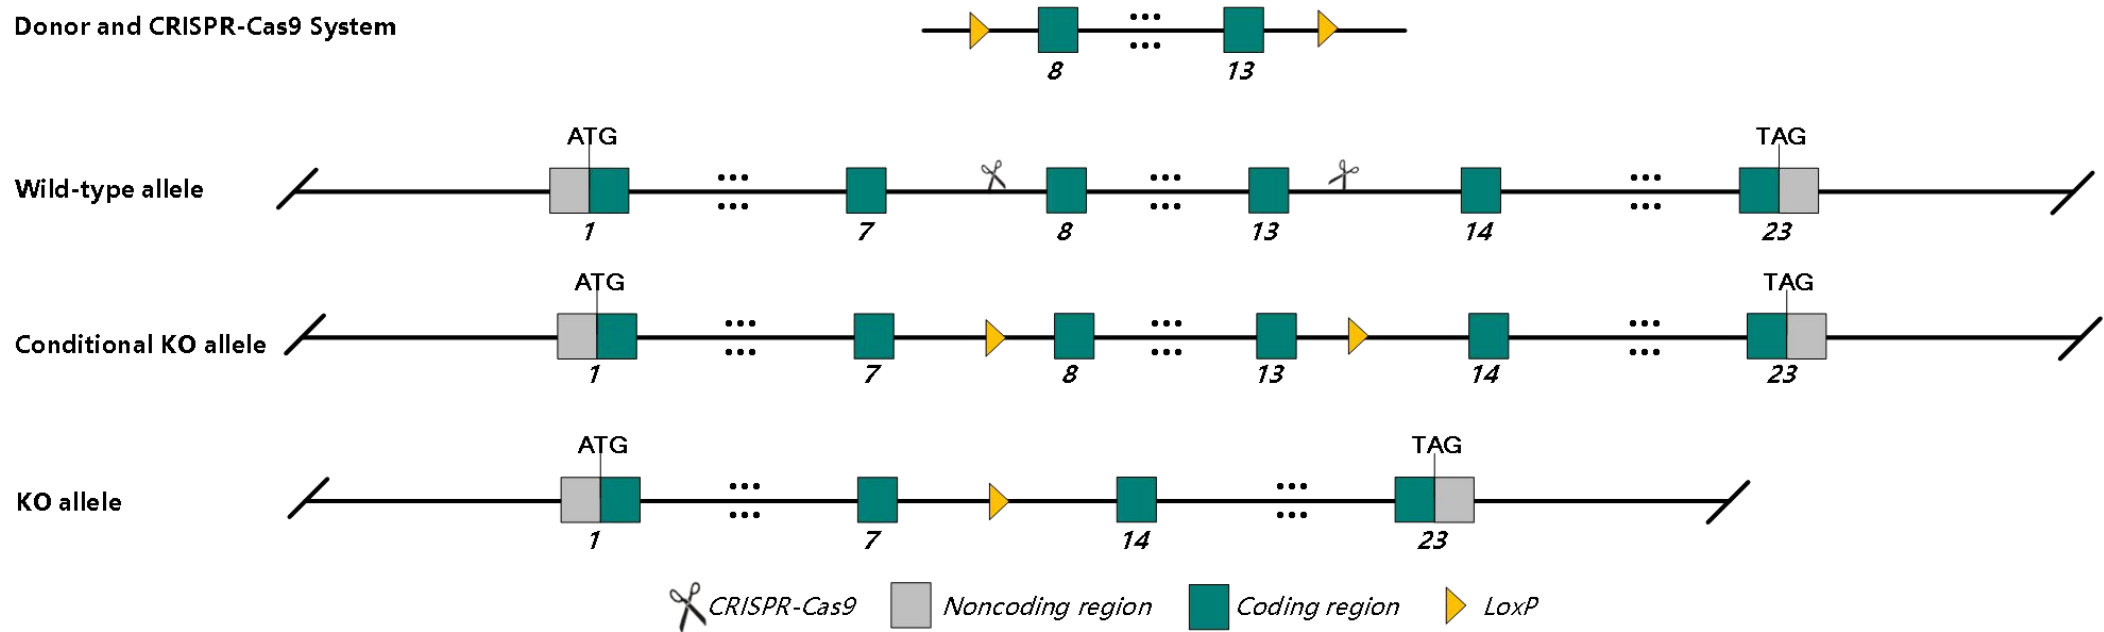 Donor and CRISPR-Cas9 System
8 13
ATG TAG
Wild-type allele
1 7 8 13 14 23
ATG TAG
Conditional KO allele
1 7 8 13 14 23
ATG TAG
KO allele
1 7 14 23
CRISPR-Cas9 Noncoding region Coding region LoxP